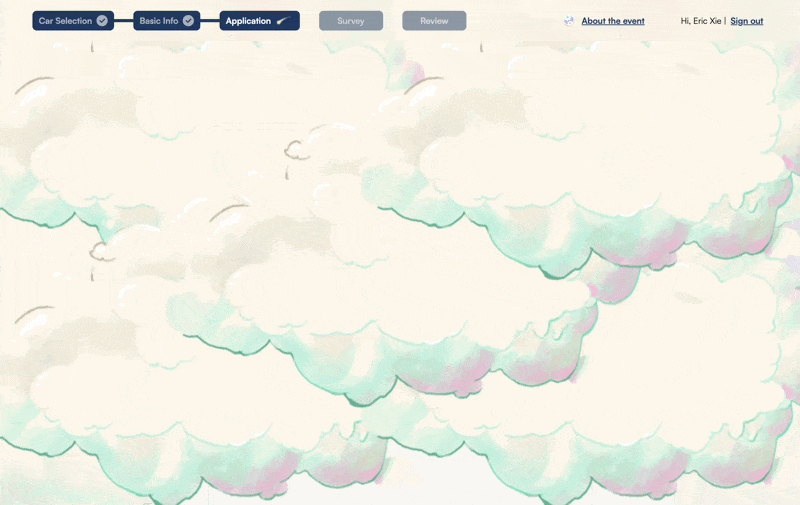 Car Selection
Basic Info
Application
Survey
Review
About the event
Hi, Eric Xie |
Sign out